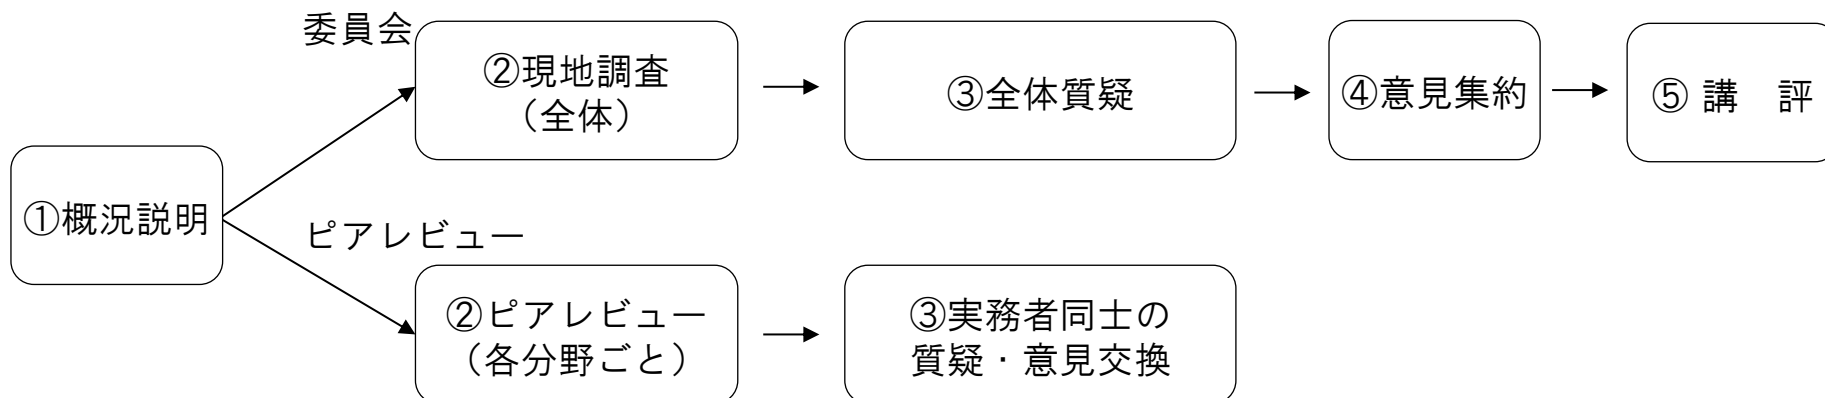 委員会
②現地調査
（全体）
③全体質疑
④意見集約
⑤ 講　評
①概況説明
ピアレビュー
②ピアレビュー
（各分野ごと）
③実務者同士の
質疑・意見交換